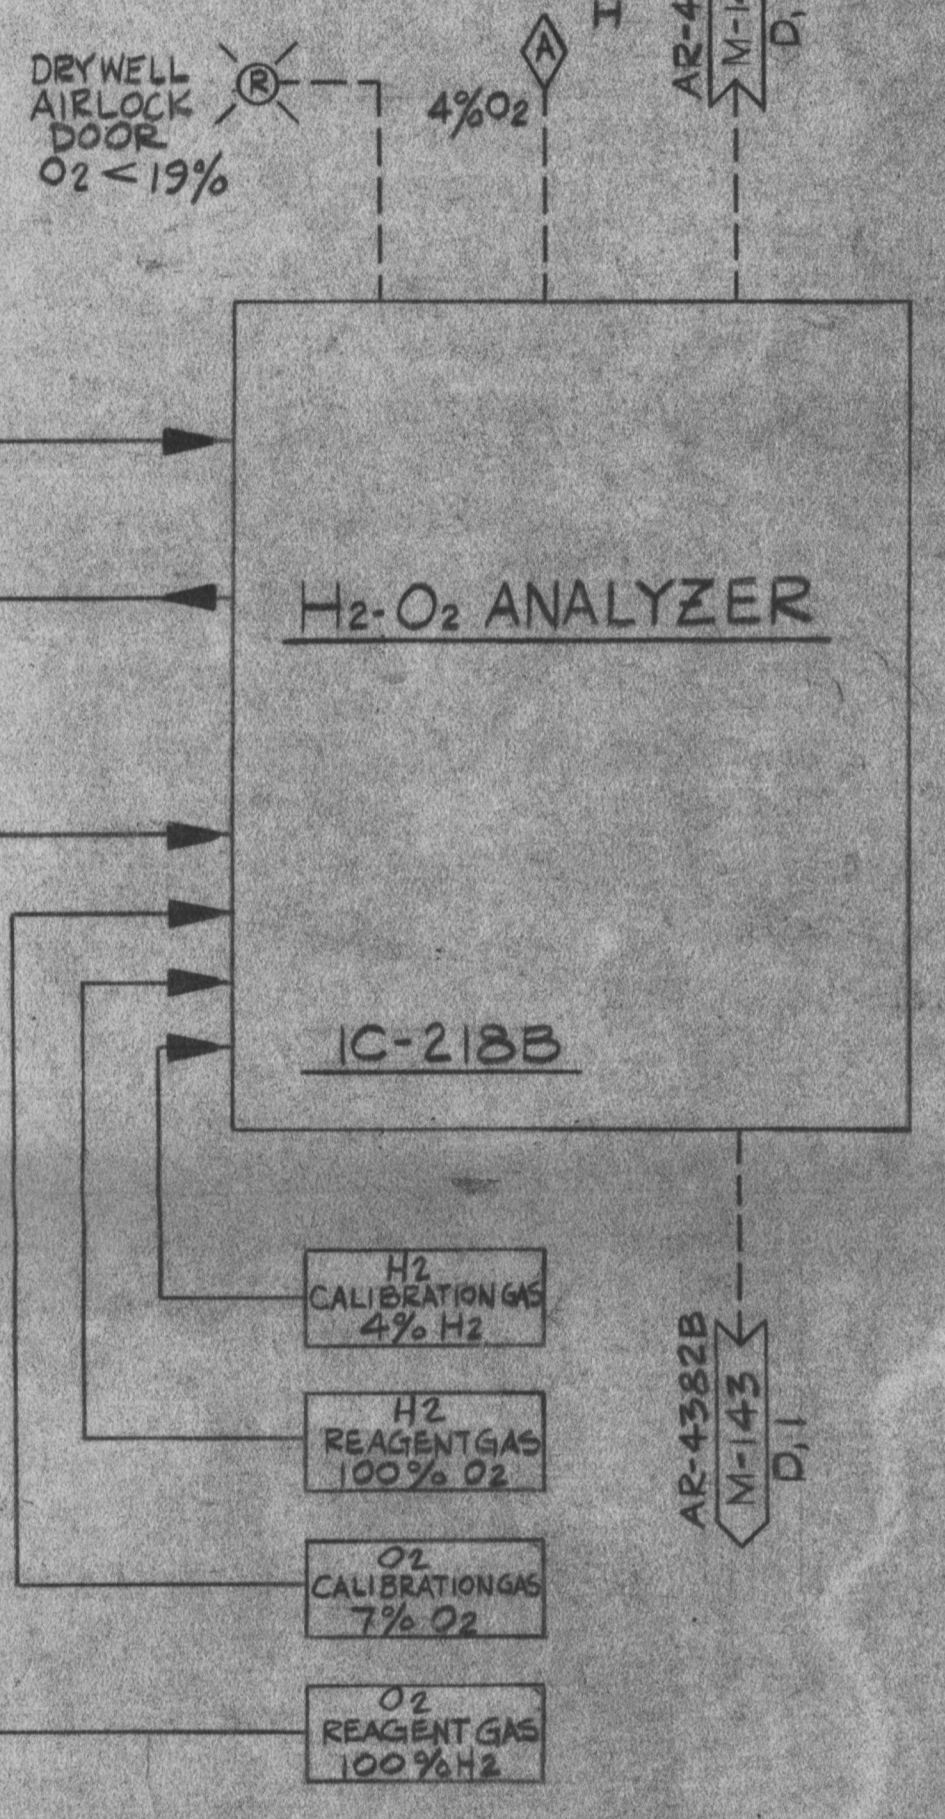 DRYWELL
AIRLOCK
DOOR
O2 < 19%
R
A
4%O2
D,
H2-O2 ANALYZER
IC-218B
H2
CALIBRATION GAS
4% H2
H2
REAGENT GAS
100% O2
O2
CALIBRATION GAS
7% O2
O2
REAGENT GAS
100% H2
AR-4382B
M-143
D, 1